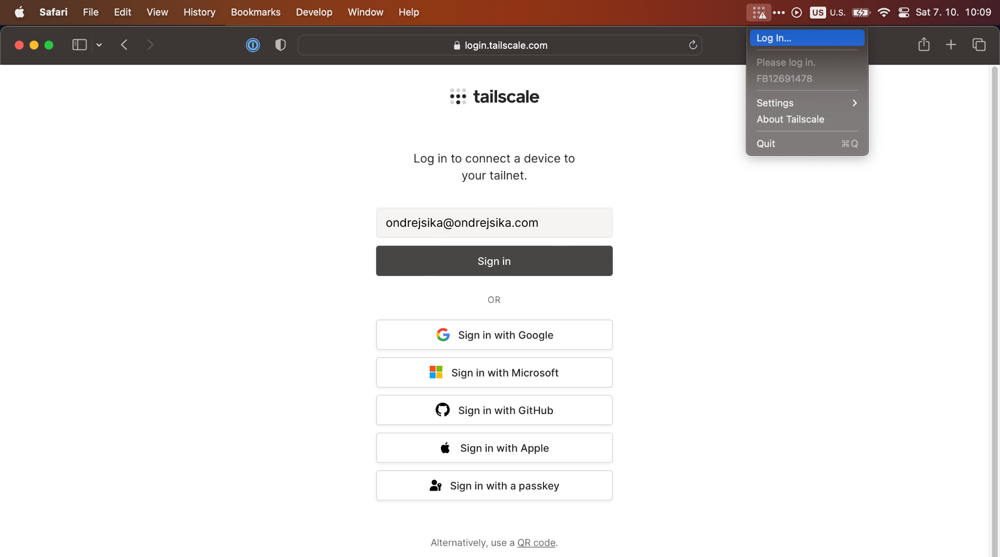 Safari File Edit View History Bookmarks Develop Window Help US U.S. Sat 7. 10. 10:09
login.tailscale.com
Log In...
Please log in.
FB12691478
Settings
About Tailscale
Quit ⌘Q
tailscale
Log in to connect a device to
your tailnet.
ondrejsika@ondrejsika.com
Sign in
OR
Sign in with Google
Sign in with Microsoft
Sign in with GitHub
Sign in with Apple
Sign in with a passkey
Alternatively, use a QR code.